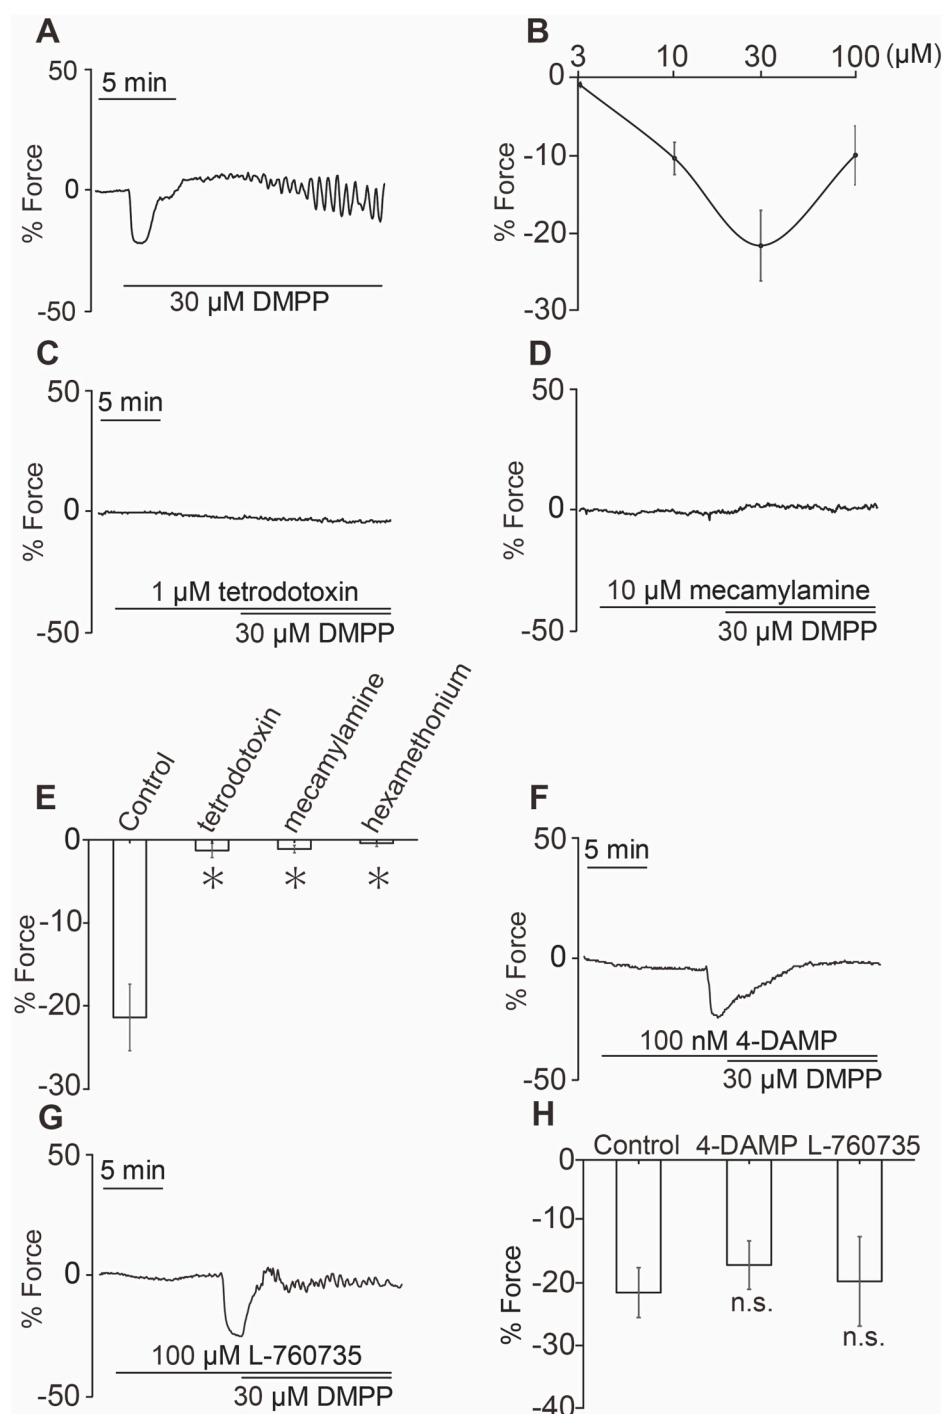 A
50
5 min
0
-50
% Force
30 µM DMPP
B
3 10 30 100 (µM)
0
-10
-20
-30
% Force
C
50
5 min
0
-50
% Force
1 µM tetrodotoxin
30 µM DMPP
D
50
0
-50
% Force
10 µM mecamylamine
30 µM DMPP
E
Control
tetrodotoxin
mecamylamine
hexamethonium
0
-10
-20
-30
% Force
* * *
F
50
5 min
0
-50
% Force
100 nM 4-DAMP
30 µM DMPP
G
50
5 min
0
-50
% Force
100 µM L-760735
30 µM DMPP
H
Control 4-DAMP L-760735
0
-10
-20
-30
-40
% Force
n.s.
n.s.